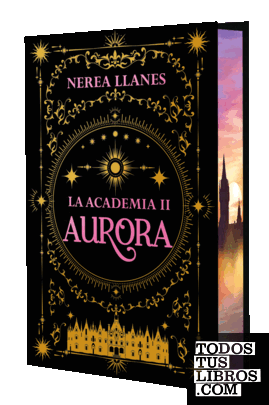 NEREA LLANES
LA ACADEMIA II
AURORA
TODOS
TUS
LIBROS
.COM